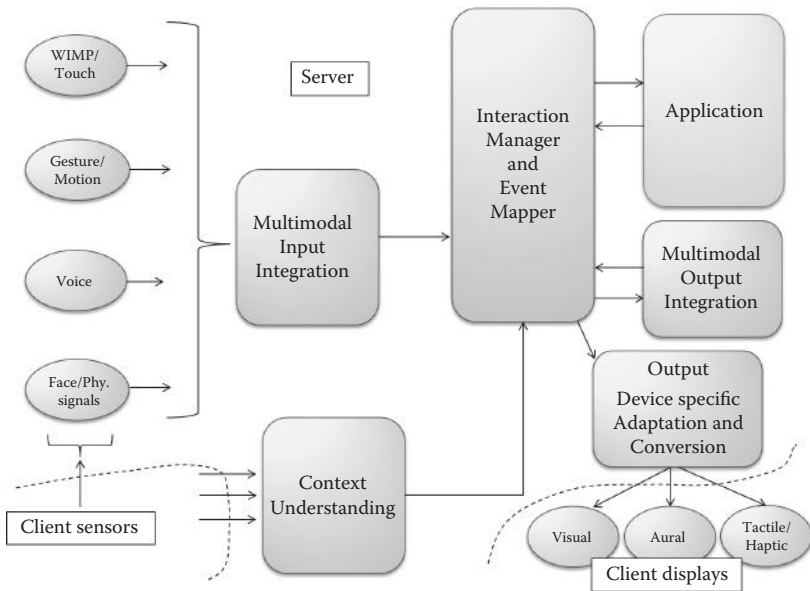 WIMP/
Touch
Gesture/
Motion
Voice
Face/Phy.
signals
Client sensors
Server
Multimodal
Input
Integration
Context
Understanding
Interaction
Manager
and
Event
Mapper
Application
Multimodal
Output
Integration
Output
Device specific
Adaptation and
Conversion
Visual
Aural
Tactile/
Haptic
Client displays